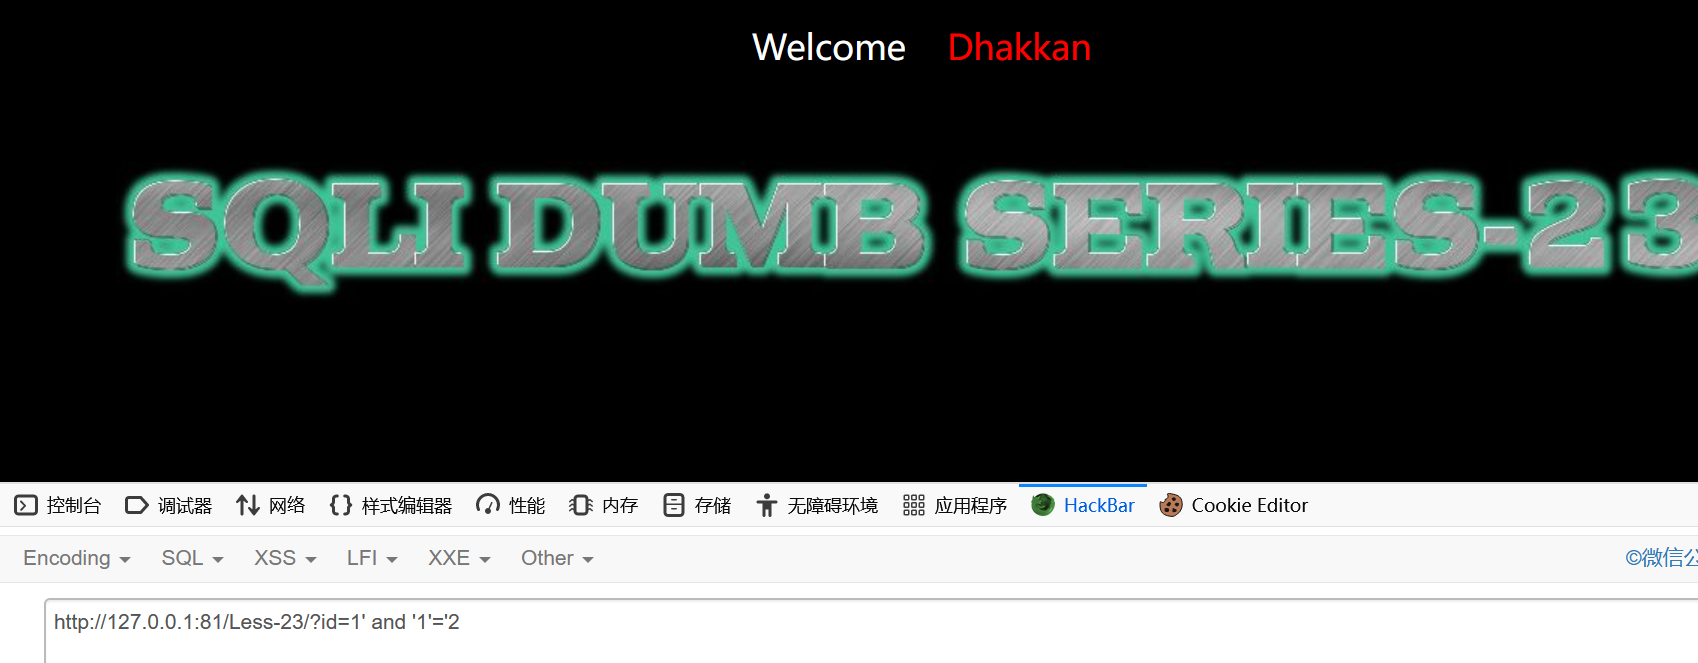 Welcome Dhakkan
SQLI DUMB SERIES-23
控制台 调试器 网络 样式编辑器 性能 内存 存储 无障碍环境 应用程序 HackBar Cookie Editor
Encoding SQL XSS LFI XXE Other ©微信公
http://127.0.0.1:81/Less-23/?id=1' and '1'='2